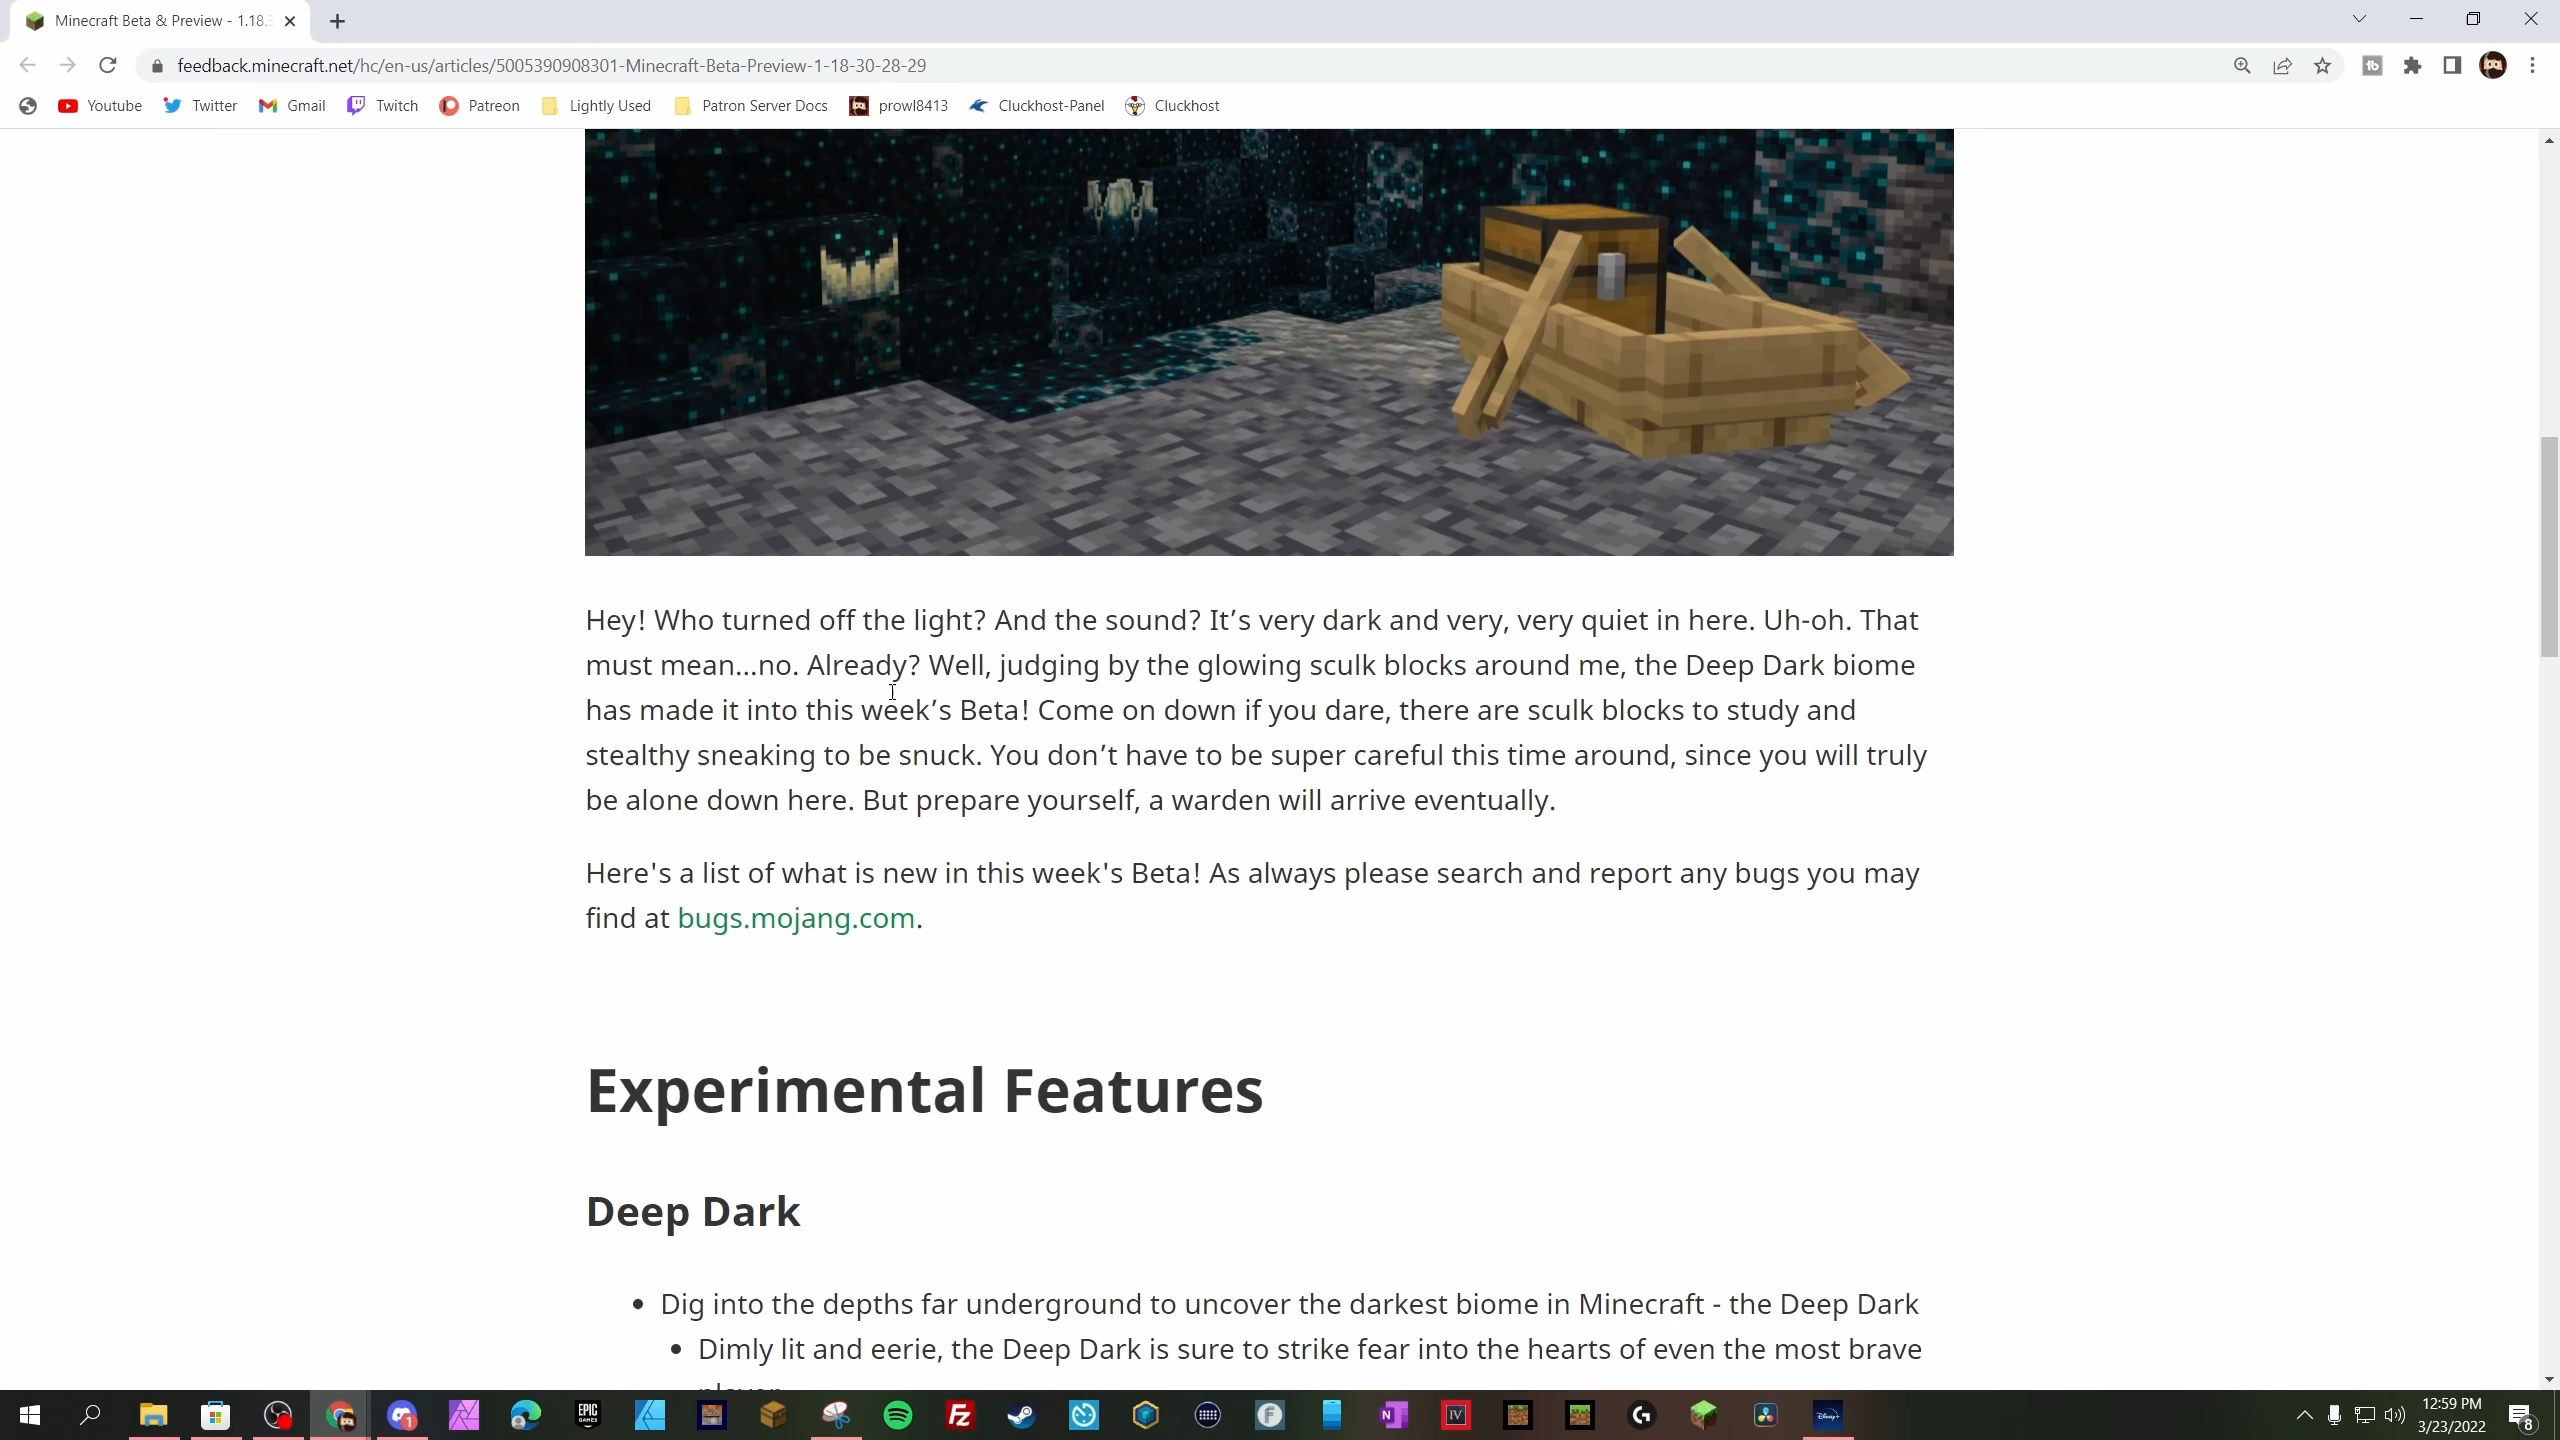 Minecraft Beta & Preview - 1.18.3
feedback.minecraft.net/hc/en-us/articles/5005390908301-Minecraft-Beta-Preview-1-18-30-28-29
Youtube Twitter Gmail Twitch Patreon Lightly Used Patron Server Docs prowl8413 Cluckhost-Panel Cluckhost
Hey! Who turned off the light? And the sound? It’s very dark and very, very quiet in here. Uh-oh. That
must mean...no. Already? Well, judging by the glowing sculk blocks around me, the Deep Dark biome
has made it into this week’s Beta! Come on down if you dare, there are sculk blocks to study and
stealthy sneaking to be snuck. You don’t have to be super careful this time around, since you will truly
be alone down here. But prepare yourself, a warden will arrive eventually.
Here's a list of what is new in this week's Beta! As always please search and report any bugs you may
find at bugs.mojang.com.
Experimental Features
Deep Dark
• Dig into the depths far underground to uncover the darkest biome in Minecraft - the Deep Dark
• Dimly lit and eerie, the Deep Dark is sure to strike fear into the hearts of even the most brave
12:59 PM
3/23/2022
8